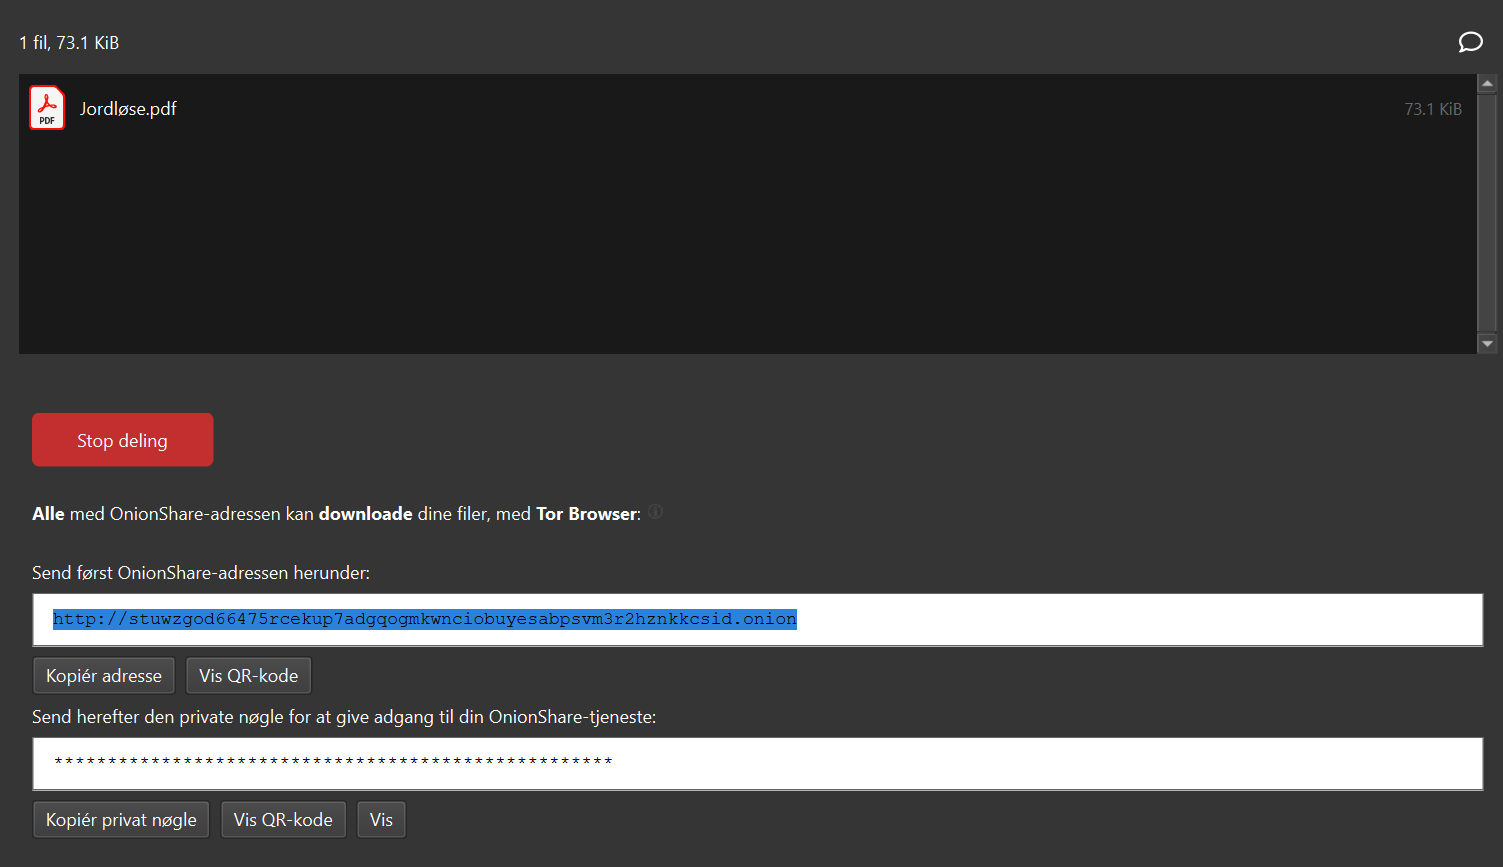 1 fil, 73.1 KiB
PDF
Jordløse.pdf
73.1 KiB
Stop deling
Alle med OnionShare-adressen kan downloade dine filer, med Tor Browser:
Send først OnionShare-adressen herunder:
http://stuwzgod66475rcekup7adgqogmkwnciobuyesabpsvm3r2hznkkcsid.onion
Kopiér adresse
Vis QR-kode
Send herefter den private nøgle for at give adgang til din OnionShare-tjeneste:
****************************************************
Kopiér privat nøgle
Vis QR-kode
Vis